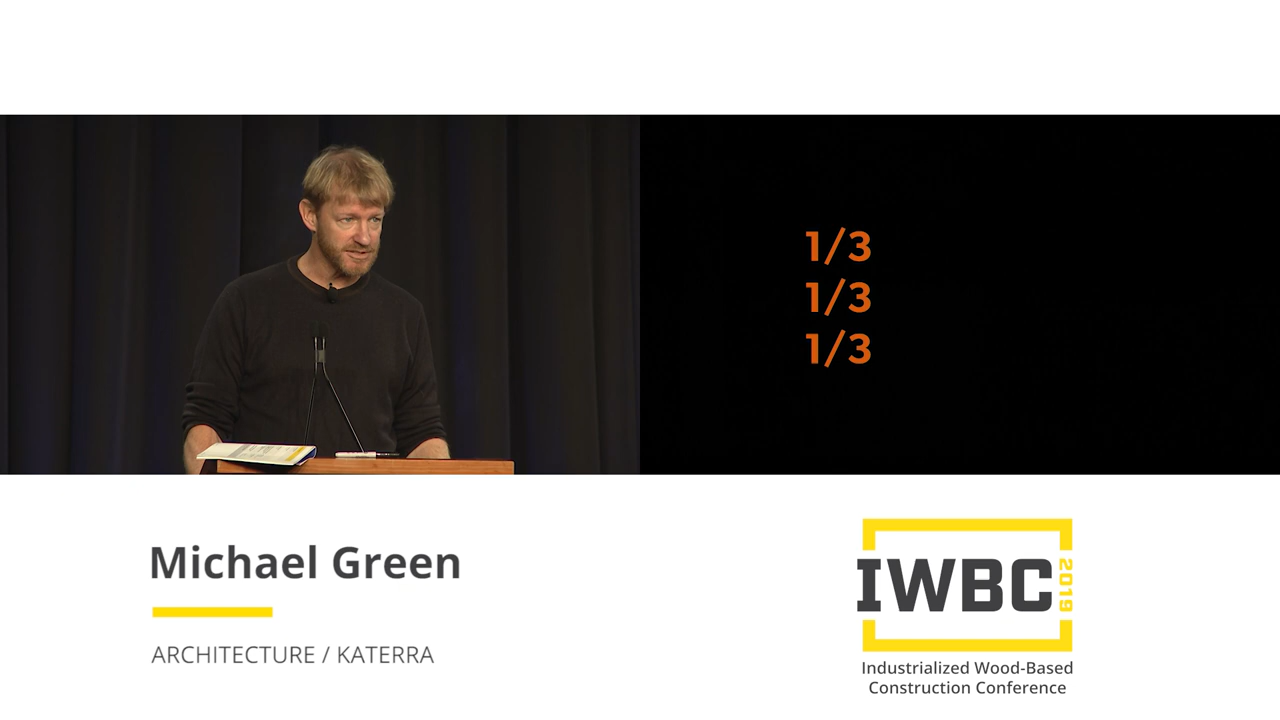 1/3
1/3
1/3
Michael Green
ARCHITECTURE / KATERRA
IWBC 2019
Industrialized Wood-Based
Construction Conference